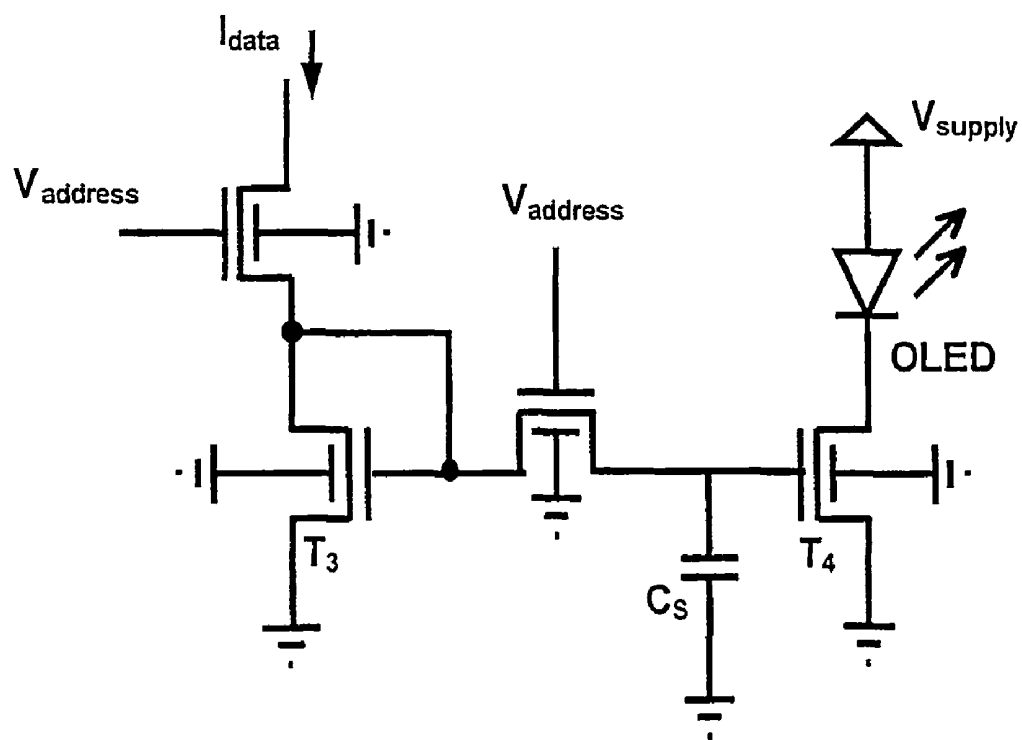 Idata
Vaddress
Vaddress
Vsupply
OLED
T3
T4
CS